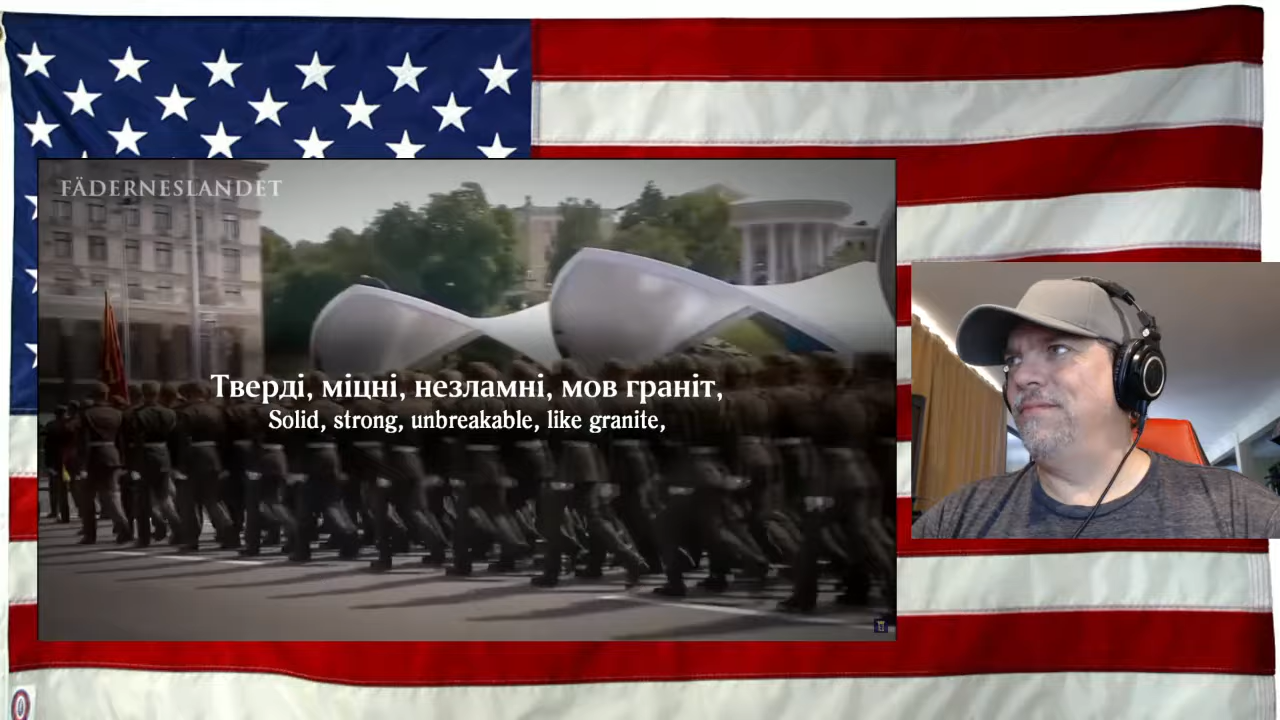 FÄDERNESLANDET
Тверді, міцні, незламні, мов граніт,
Solid, strong, unbreakable, like granite,